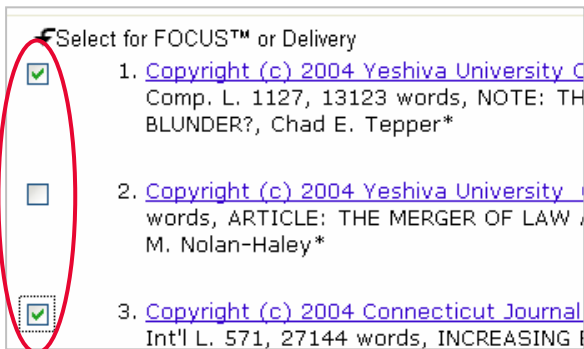 Select for FOCUS™ or Delivery
1. Copyright (c) 2004 Yeshiva University
Comp. L. 1127, 13123 words, NOTE:
BLUNDER?, Chad E. Tepper*
2. Copyright (c) 2004 Yeshiva University
words, ARTICLE: THE MERGER OF LAW
M. Nolan-Haley*
3. Copyright (c) 2004 Connecticut Journal
Int'l L. 571, 27144 words, INCREASING